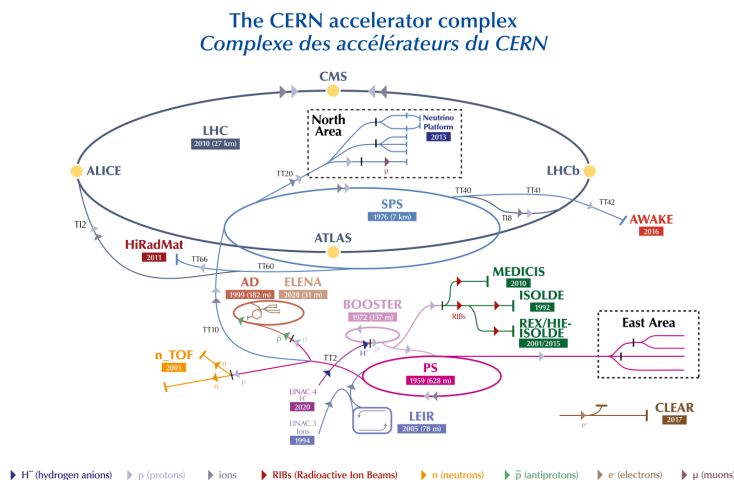 The CERN accelerator complex
Complexe des accélérateurs du CERN
CMS
North
Area
Neutrino
Platform
2013
LHC
2010 (27 km)
μ
ALICE
LHCb
TT20
TT40
TT41
SPS
1976 (7 km)
TT42
TI8
TI2
AWAKE
2016
ATLAS
HiRadMat
2011
TT66
TT60
MEDICIS
2010
AD
1999 (182 m)
ELENA
2020 (31 m)
ISOLDE
1992
BOOSTER
1972 (157 m)
RIBs
REX/HIE-
ISOLDE
2001/2015
East Area
TT10
p̅
p
TT2
H⁻
p
n_TOF
2001
n
n
p
PS
1959 (628 m)
LINAC 4
H⁻
2020
LINAC 3
Ions
1994
LEIR
2005 (78 m)
CLEAR
2017
e⁻
H⁻ (hydrogen anions)
p (protons)
ions
RIBs (Radioactive Ion Beams)
n (neutrons)
p̅ (antiprotons)
e⁻ (electrons)
μ (muons)